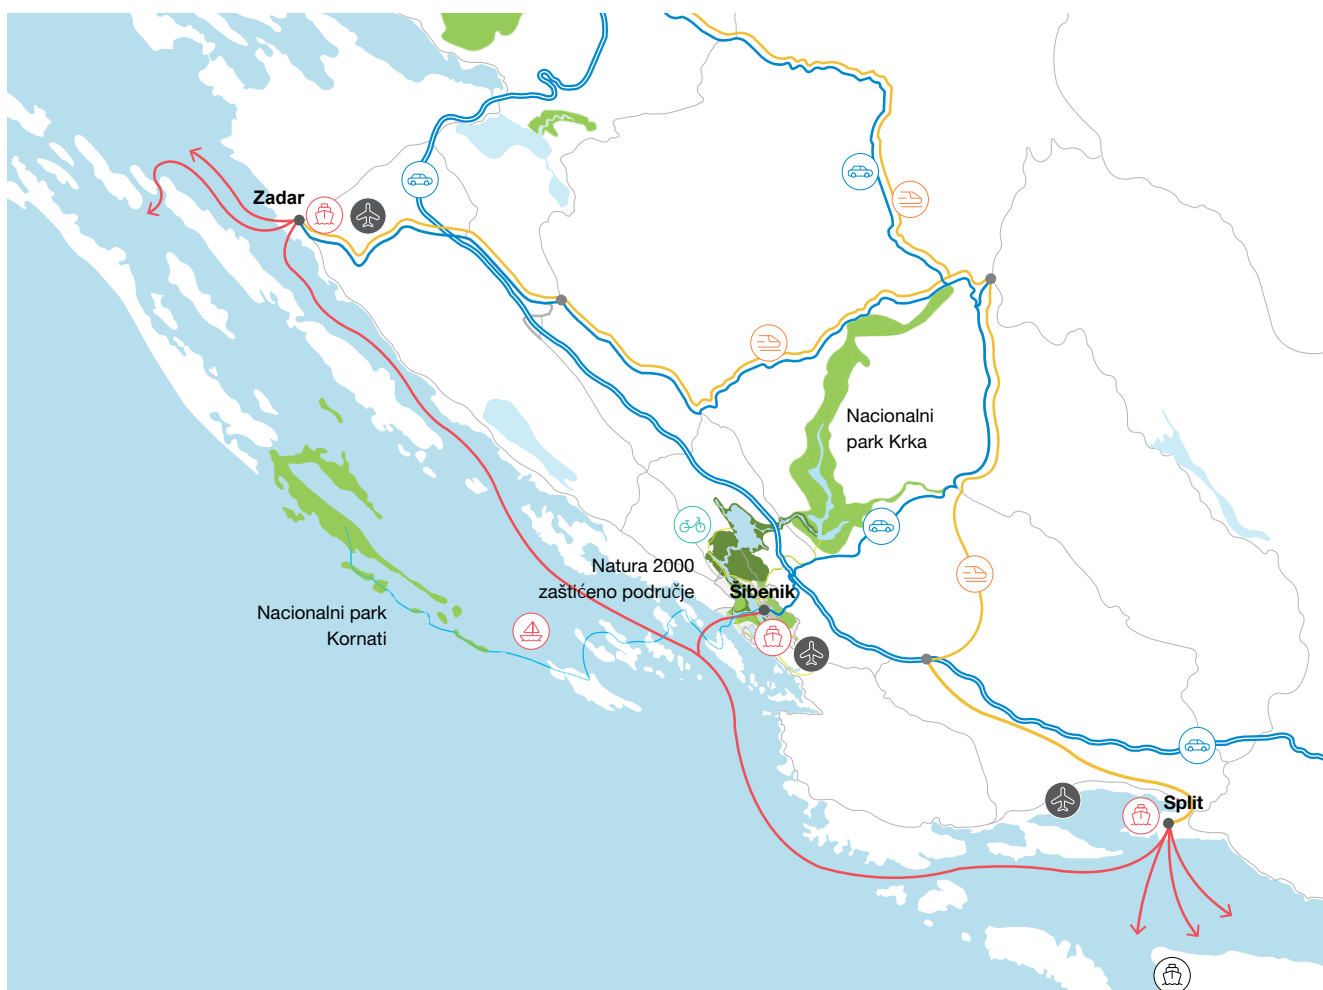 Zadar
Nacionalni
park Krka
Natura 2000
zaštićeno područje
Šibenik
Nacionalni park
Kornati
Split